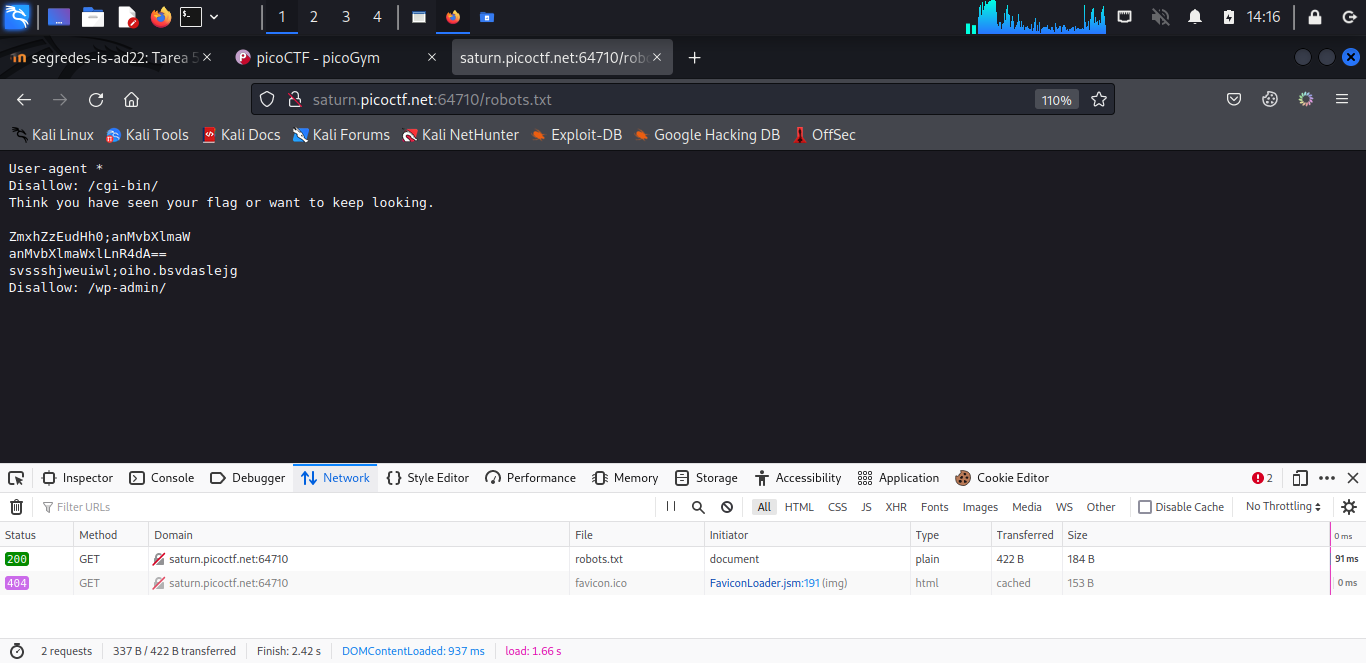 1 2 3 4 14:16
segredes-is-ad22: Tarea 5
picoCTF - picoGym
saturn.picoctf.net:64710/rob
saturn.picoctf.net:64710/robots.txt
110%
Kali Linux Kali Tools Kali Docs Kali Forums Kali NetHunter Exploit-DB Google Hacking DB OffSec
User-agent *
Disallow: /cgi-bin/
Think you have seen your flag or want to keep looking.
ZmxhZzEudHh0;anMvbXlmaW
anMvbXlmaWxlLnR4dA==
svssshjweuiwl;oiho.bsvdaslejg
Disallow: /wp-admin/
Inspector Console Debugger Network Style Editor Performance Memory Storage Accessibility Application Cookie Editor 2
Filter URLs All HTML CSS JS XHR Fonts Images Media WS Other Disable Cache No Throttling
Status Method Domain File Initiator Type Transferred Size 0 ms
200 GET saturn.picoctf.net:64710 robots.txt document plain 422 B 184 B 91 ms
404 GET saturn.picoctf.net:64710 favicon.ico FaviconLoader.jsm:191 (img) html cached 153 B 0 ms
2 requests 337 B / 422 B transferred Finish: 2.42 s DOMContentLoaded: 937 ms load: 1.66 s